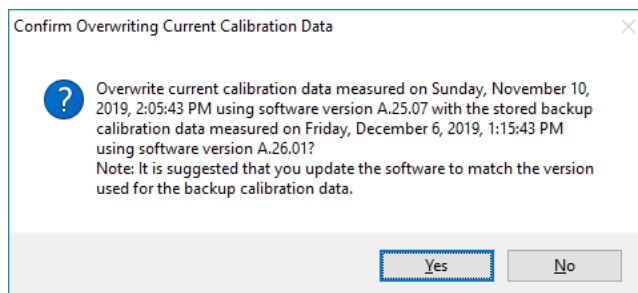 Confirm Overwriting Current Calibration Data
Overwrite current calibration data measured on Sunday, November 10,
2019, 2:05:43 PM using software version A.25.07 with the stored backup
calibration data measured on Friday, December 6, 2019, 1:15:43 PM
using software version A.26.01?
Note: It is suggested that you update the software to match the version
used for the backup calibration data.
Yes
No